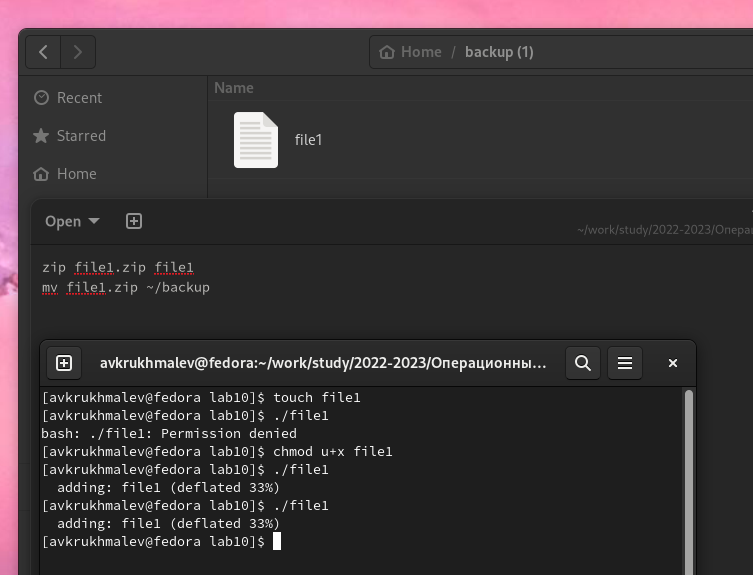 Home / backup (1)
Name
Recent
Starred
Home
file1
Open
~/work/study/2022-2023/Опера
zip file1.zip file1
mv file1.zip ~/backup
avkrukhmalev@fedora:~/work/study/2022-2023/Операционны...
[avkrukhmalev@fedora lab10]$ touch file1
[avkrukhmalev@fedora lab10]$ ./file1
bash: ./file1: Permission denied
[avkrukhmalev@fedora lab10]$ chmod u+x file1
[avkrukhmalev@fedora lab10]$ ./file1
  adding: file1 (deflated 33%)
[avkrukhmalev@fedora lab10]$ ./file1
  adding: file1 (deflated 33%)
[avkrukhmalev@fedora lab10]$